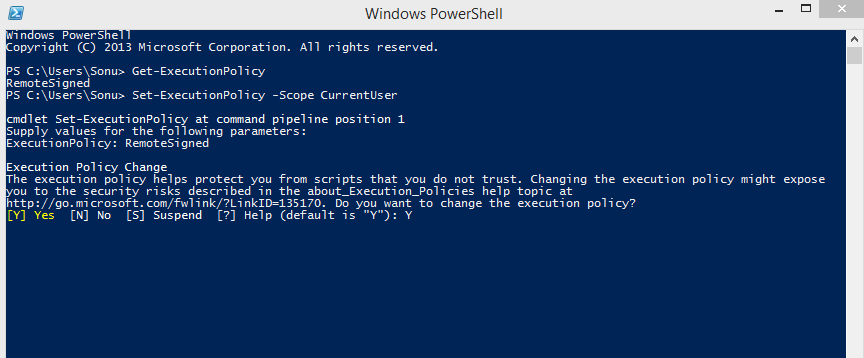 Windows PowerShell
Windows PowerShell
Copyright (C) 2013 Microsoft Corporation. All rights reserved.
PS C:\Users\Sonu> Get-ExecutionPolicy
RemoteSigned
PS C:\Users\Sonu> Set-ExecutionPolicy -Scope CurrentUser
cmdlet Set-ExecutionPolicy at command pipeline position 1
Supply values for the following parameters:
ExecutionPolicy: RemoteSigned
Execution Policy Change
The execution policy helps protect you from scripts that you do not trust. Changing the execution policy might expose
you to the security risks described in the about_Execution_Policies help topic at
http://go.microsoft.com/fwlink/?LinkID=135170. Do you want to change the execution policy?
[Y] Yes  [N] No  [S] Suspend  [?] Help (default is "Y"): Y